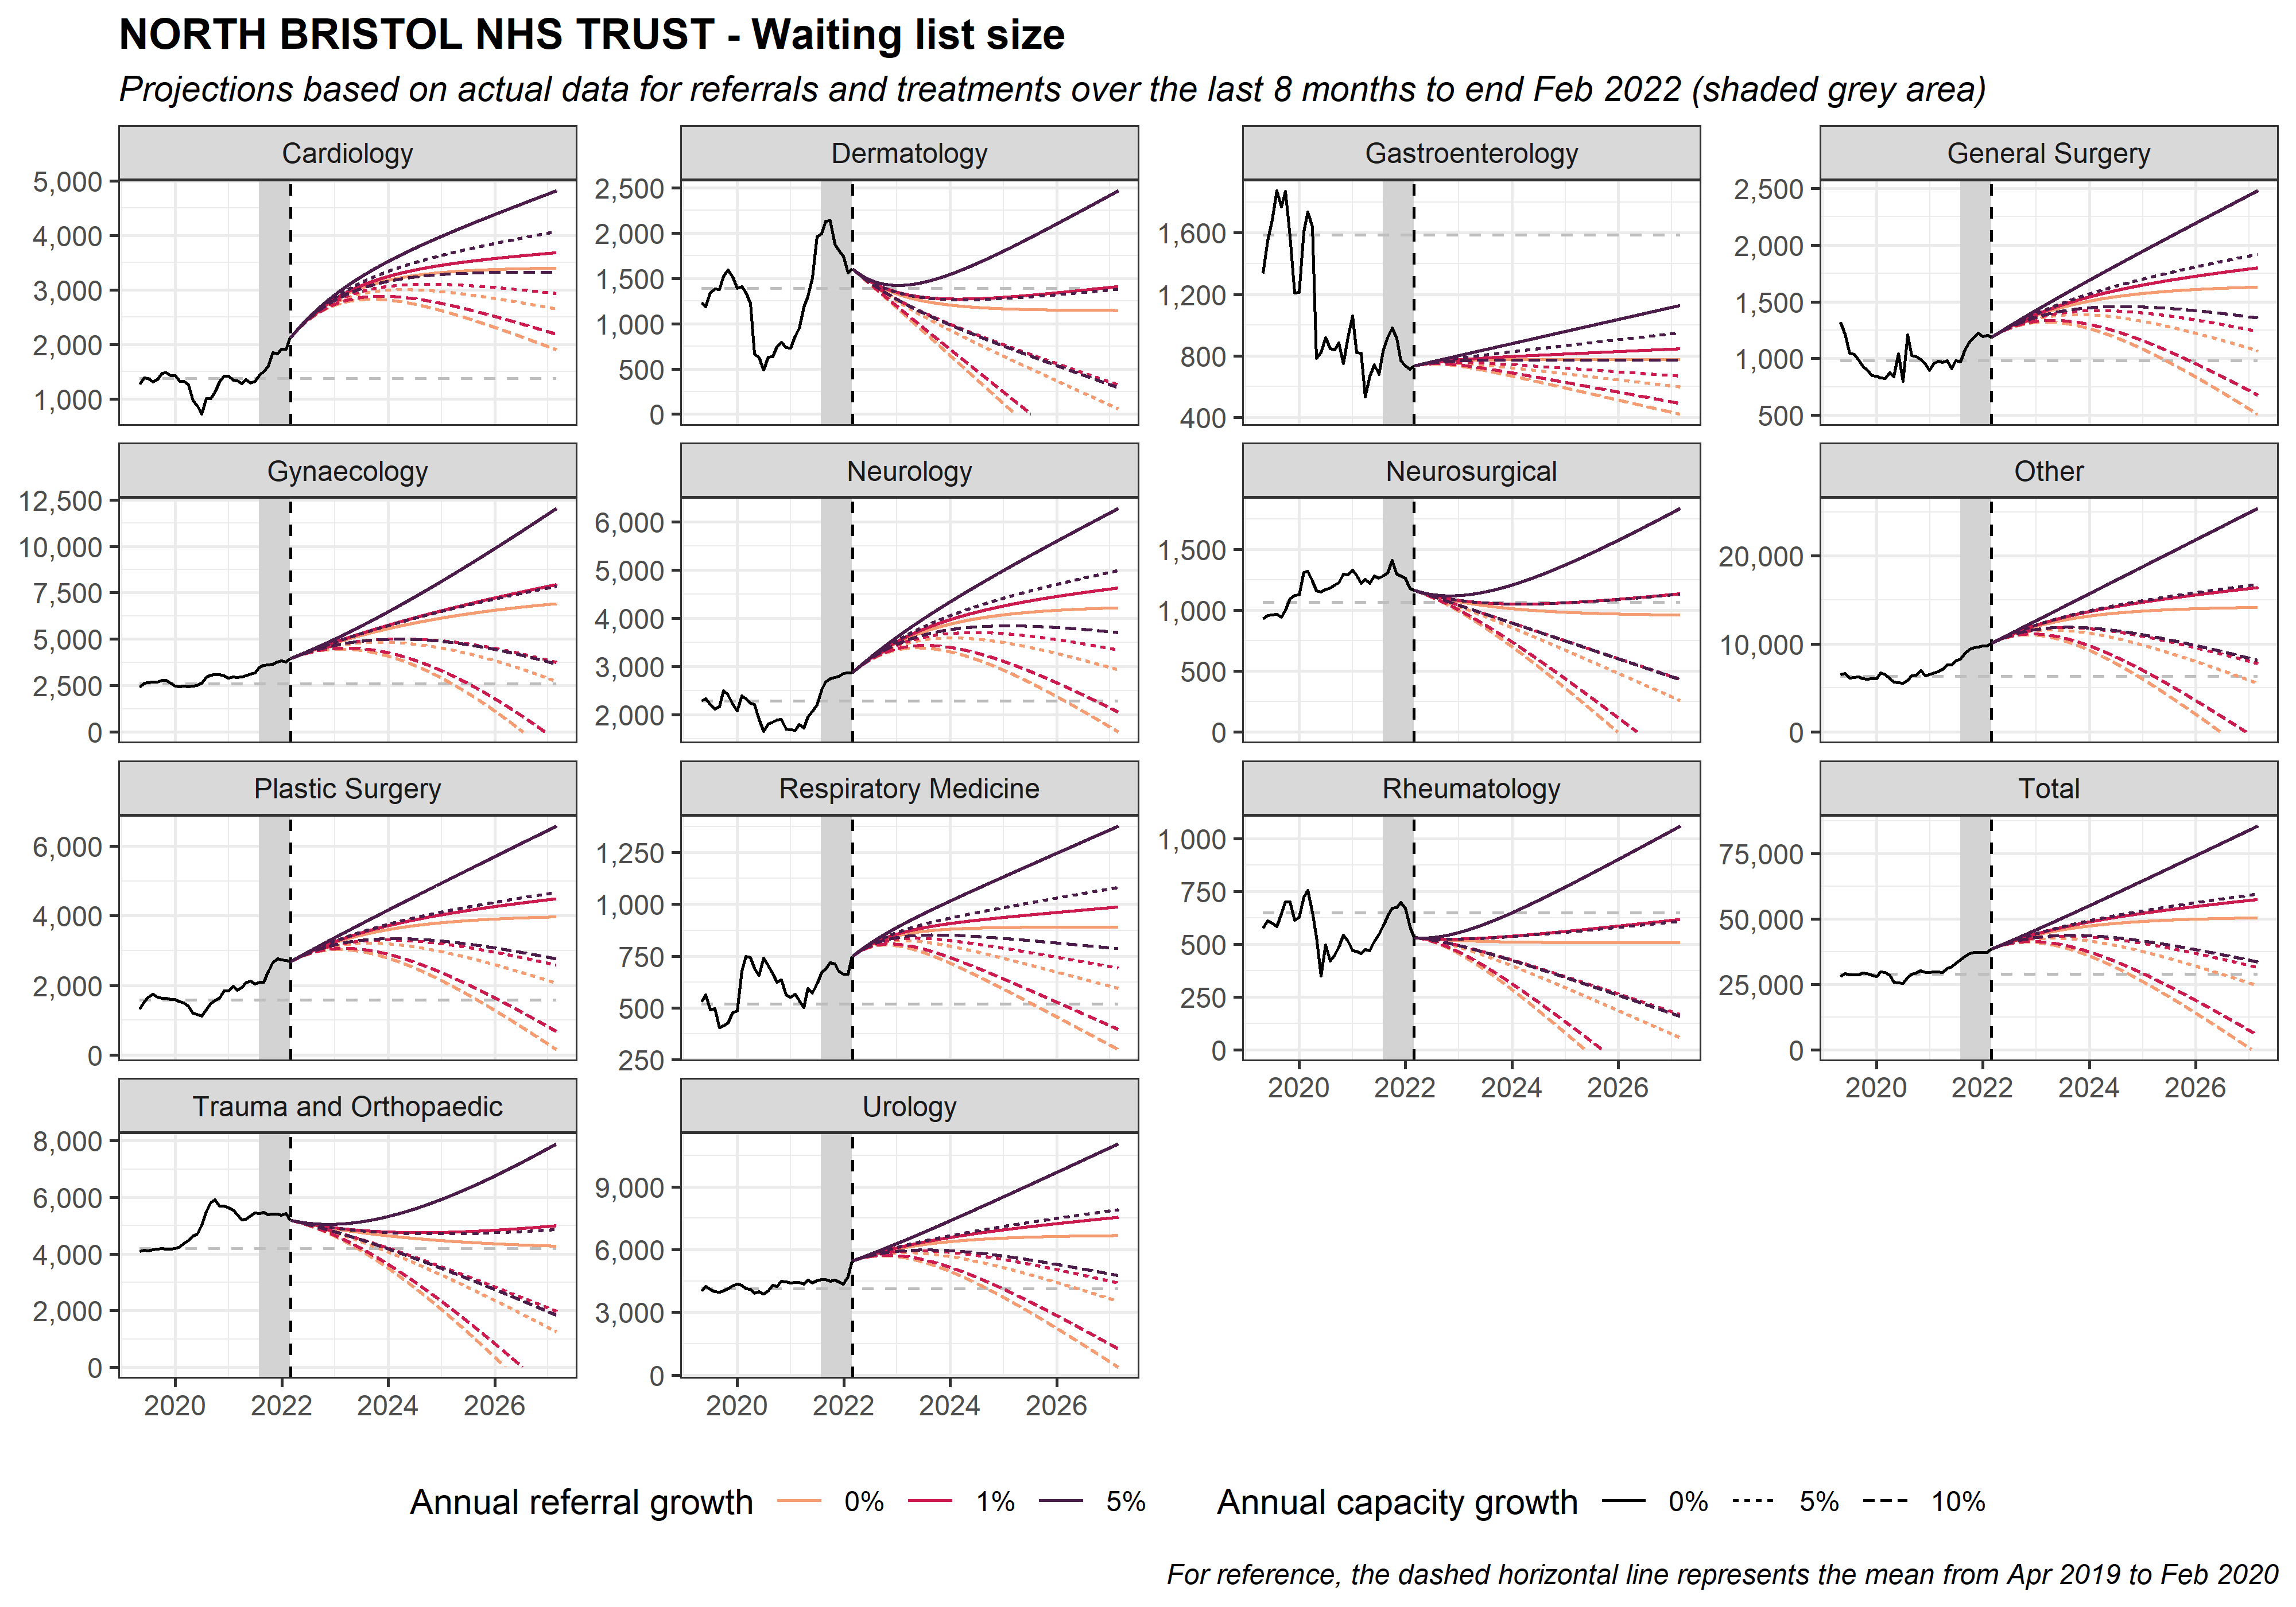 NORTH BRISTOL NHS TRUST - Waiting list size
Projections based on actual data for referrals and treatments over the last 8 months to end Feb 2022 (shaded grey area)
Cardiology
5,000
4,000
3,000
2,000
1,000
Dermatology
2,500
2,000
1,500
1,000
500
0
Gastroenterology
1,600
1,200
800
400
General Surgery
2,500
2,000
1,500
1,000
500
Gynaecology
12,500
10,000
7,500
5,000
2,500
0
Neurology
6,000
5,000
4,000
3,000
2,000
Neurosurgical
1,500
1,000
500
0
Other
20,000
10,000
0
Plastic Surgery
6,000
4,000
2,000
0
Respiratory Medicine
1,250
1,000
750
500
250
Rheumatology
1,000
750
500
250
0
2020 2022 2024 2026
Total
75,000
50,000
25,000
0
2020 2022 2024 2026
Trauma and Orthopaedic
8,000
6,000
4,000
2,000
0
2020 2022 2024 2026
Urology
9,000
6,000
3,000
0
2020 2022 2024 2026
Annual referral growth 0% 1% 5% Annual capacity growth 0% 5% 10%
For reference, the dashed horizontal line represents the mean from Apr 2019 to Feb 2020